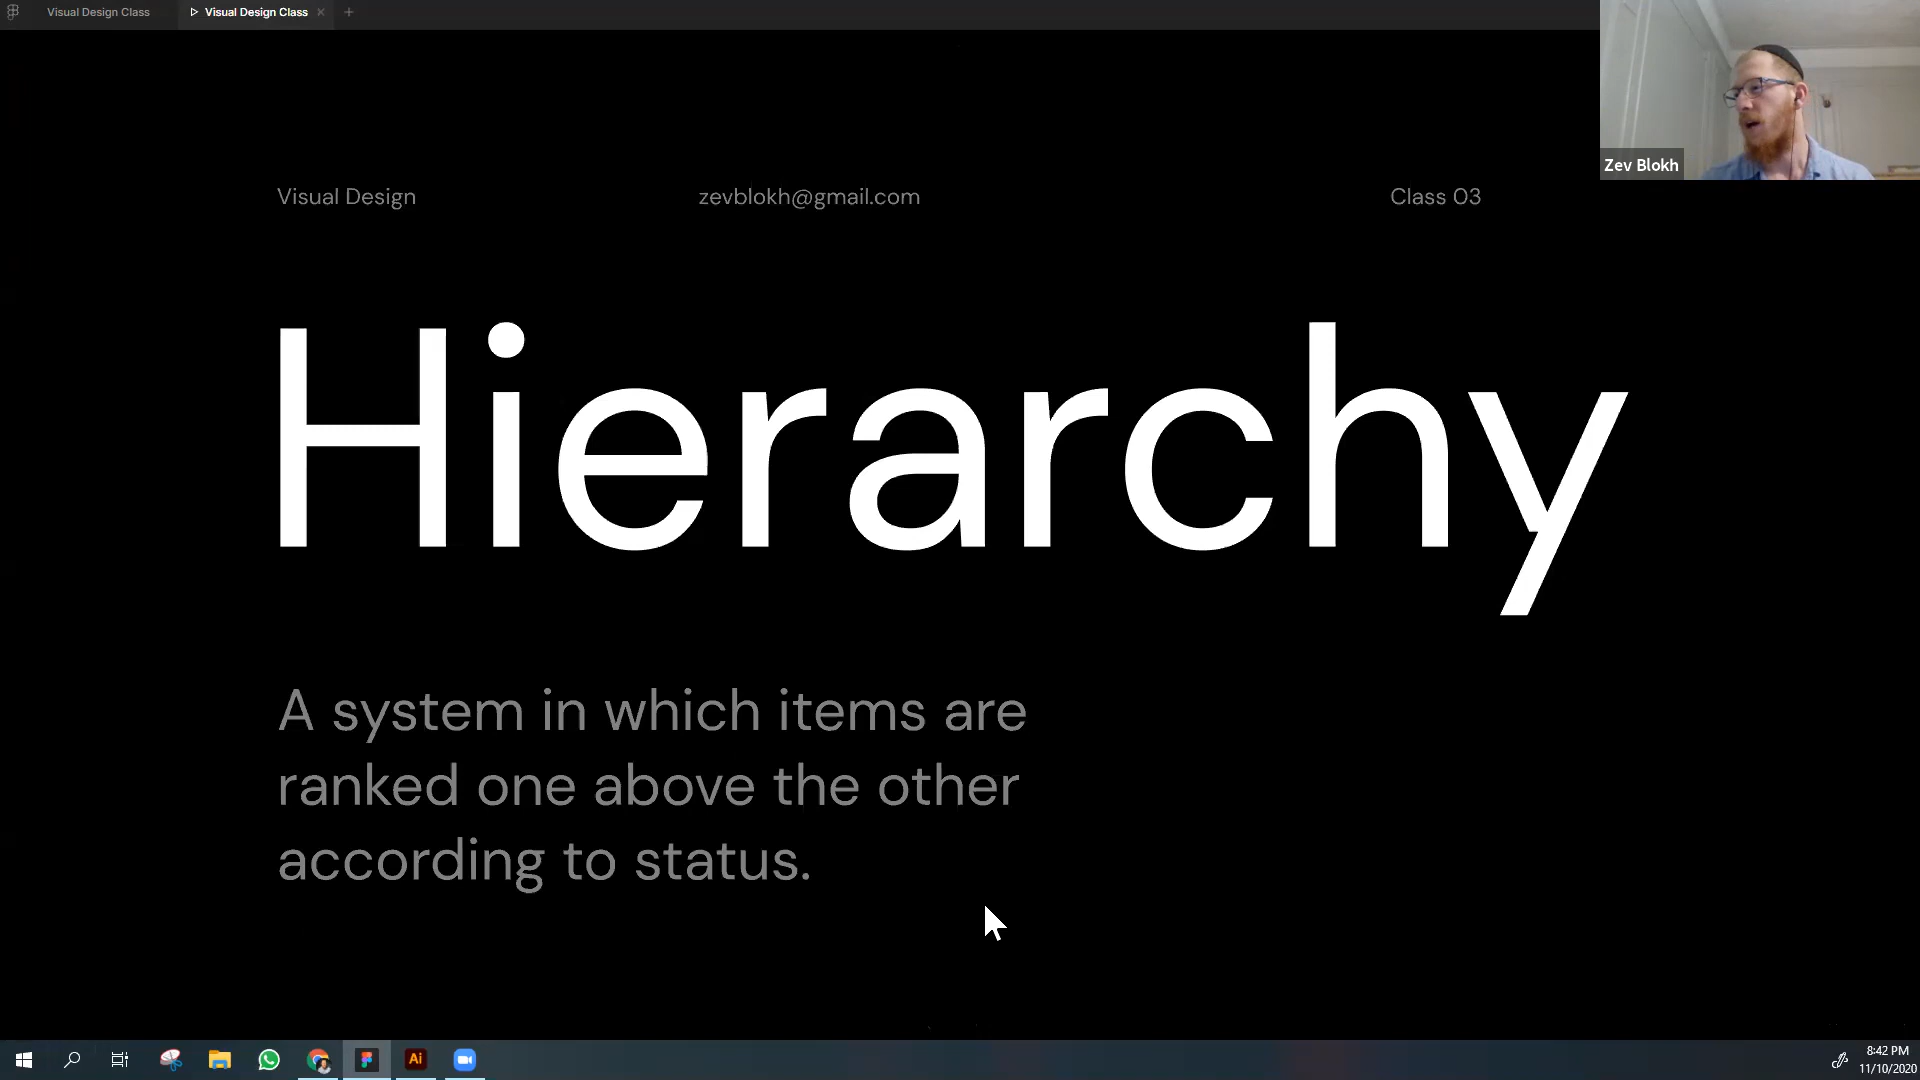 Visual Design Class
Visual Design Class
Zev Blokh
Visual Design
zevblokh@gmail.com
Class 03
Hierarchy
A system in which items are
ranked one above the other
according to status.
Ai
8:42 PM
11/10/2020